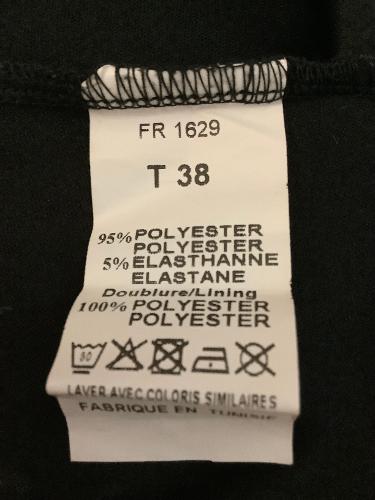 FR 1629
T 38
95% POLYESTER
POLYESTER
5% ELASTHANNE
ELASTANE
Doublure/Lining
100% POLYESTER
POLYESTER
LAVER AVEC COLORIS SIMILAIRES
FABRIQUE EN TUNISIE